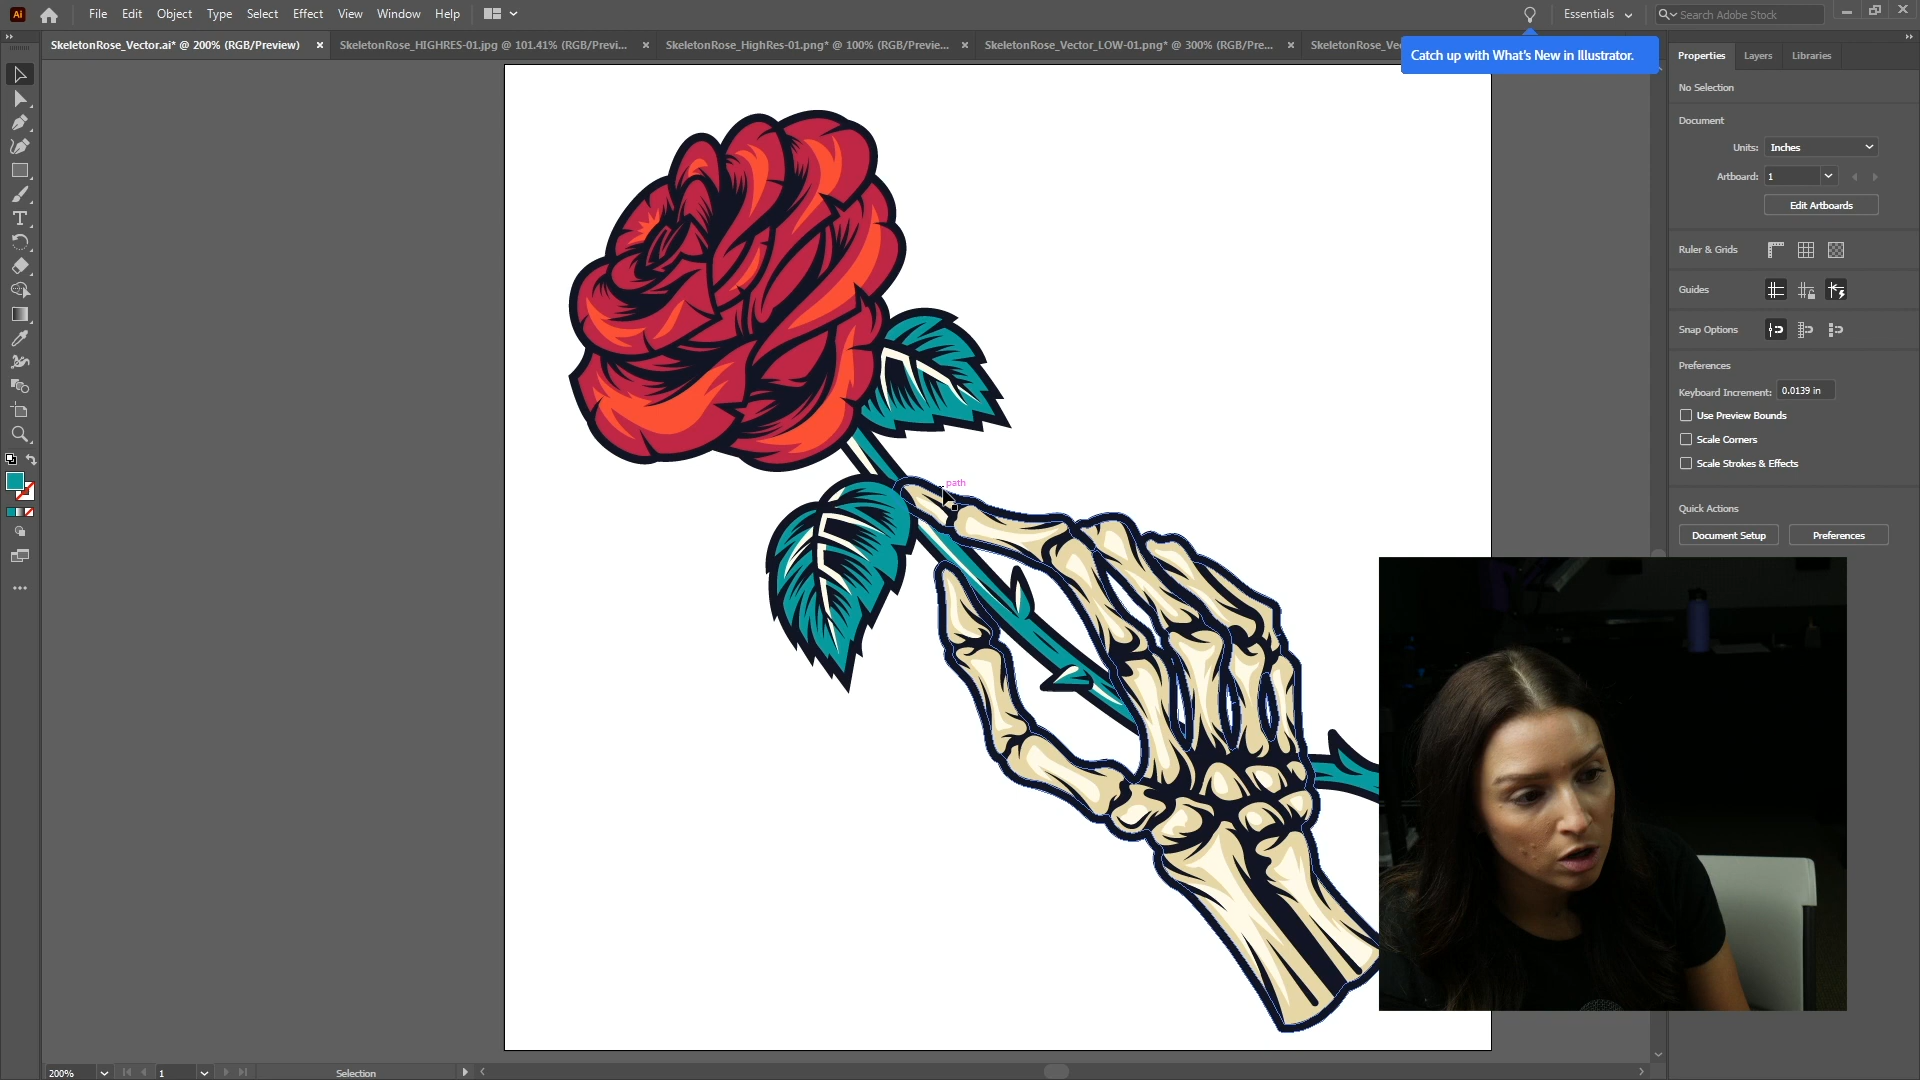 Ai File Edit Object Type Select Effect View Window Help Essentials Search Adobe Stock
SkeletonRose_Vector.ai* @ 200% (RGB/Preview) × SkeletonRose_HIGHRES-01.jpg @ 101.41% (RGB/Previ... × SkeletonRose_HighRes-01.png* @ 100% (RGB/Previe... × SkeletonRose_Vector_LOW-01.png* @ 300% (RGB/Pre... × SkeletonRose_Ve
Catch up with What's New in Illustrator.
Properties Layers Libraries
No Selection
Document
Units: Inches
Artboard: 1
Edit Artboards
Ruler & Grids
Guides
Snap Options
Preferences
Keyboard Increment: 0.0139 in
Use Preview Bounds
Scale Corners
Scale Strokes & Effects
Quick Actions
Document Setup Preferences
path
200% 1 Selection